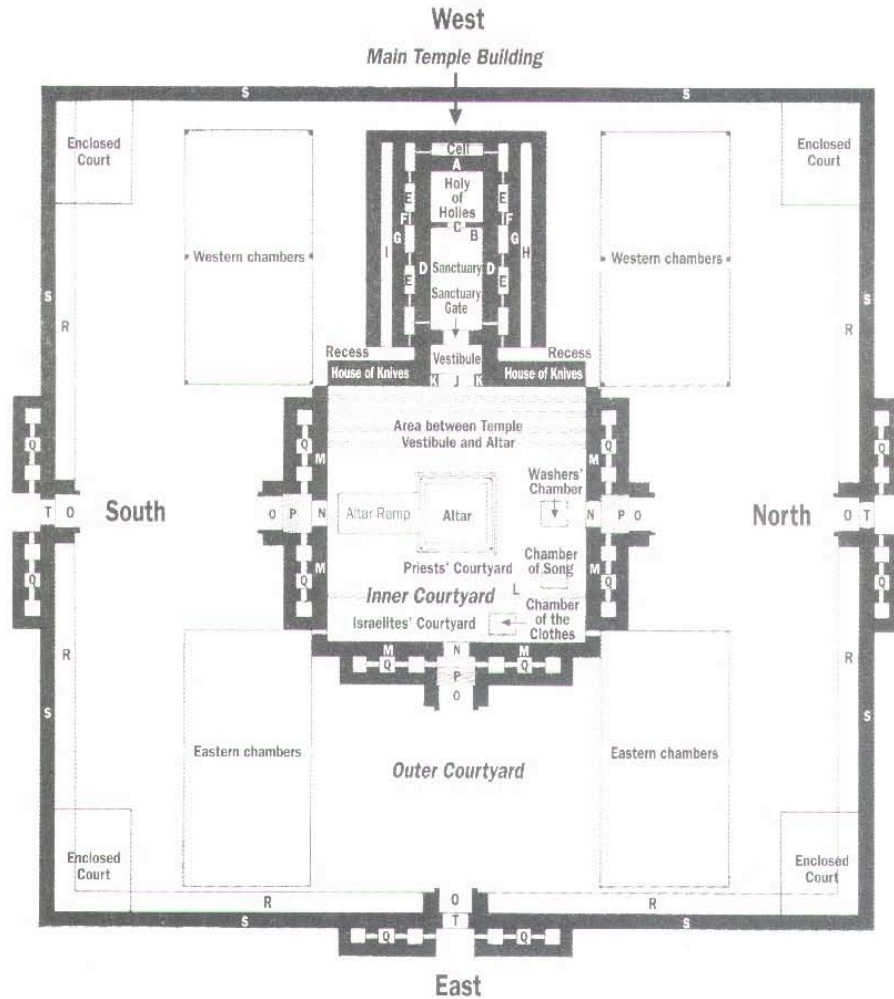 West
Main Temple Building
S S
Enclosed
Court
Enclosed
Court
Cell
A
Holy
of
Holies
E E
F F
C
B
G G
I H
Western chambers
Western chambers
D Sanctuary D
E E
Sanctuary
Gate
S S
R R
Recess Vestibule Recess
House of Knives K J K House of Knives
Area between Temple
Vestibule and Altar
Q Q Q Q
M M
Washers'
Chamber
T O South O P N Altar Ramp Altar N P O North O T
Priests' Courtyard
Chamber
of Song
Q Q M M Q Q
L
Inner Courtyard
Israelites' Courtyard
Chamber
of the
Clothes
M N M
Q Q
P
O
R R
S S
Eastern chambers
Eastern chambers
Outer Courtyard
Enclosed
Court
Enclosed
Court
R O R
S T S
Q Q
East